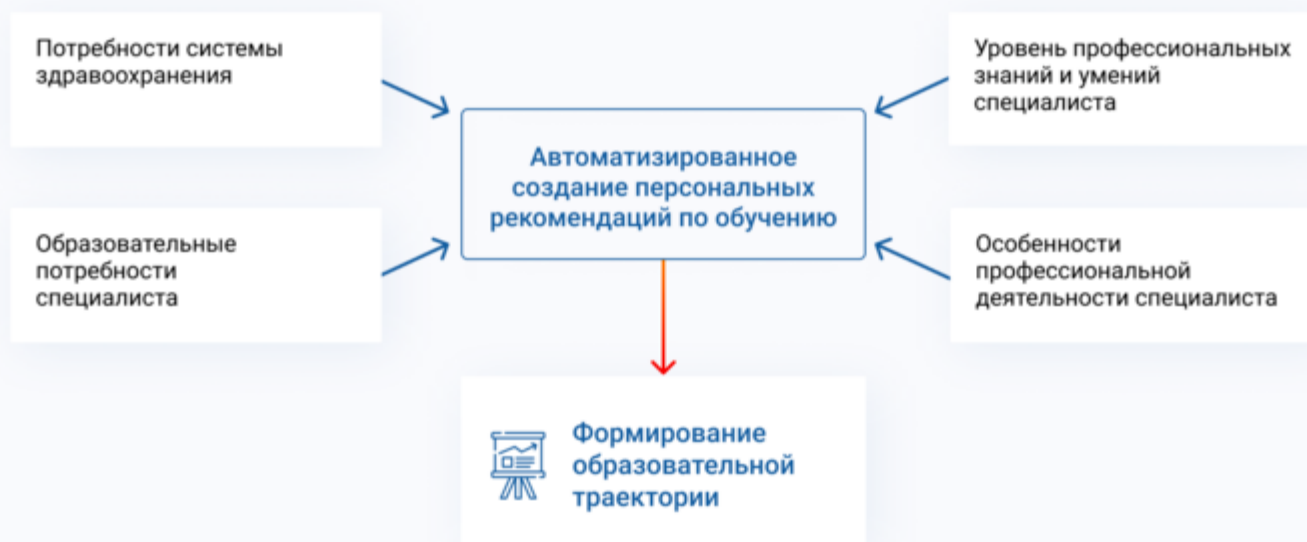 Потребности системы
здравоохранения
Уровень профессиональных
знаний и умений
специалиста
Автоматизированное
создание персональных
рекомендаций по обучению
Образовательные
потребности
специалиста
Особенности
профессиональной
деятельности специалиста
Формирование
образовательной
траектории